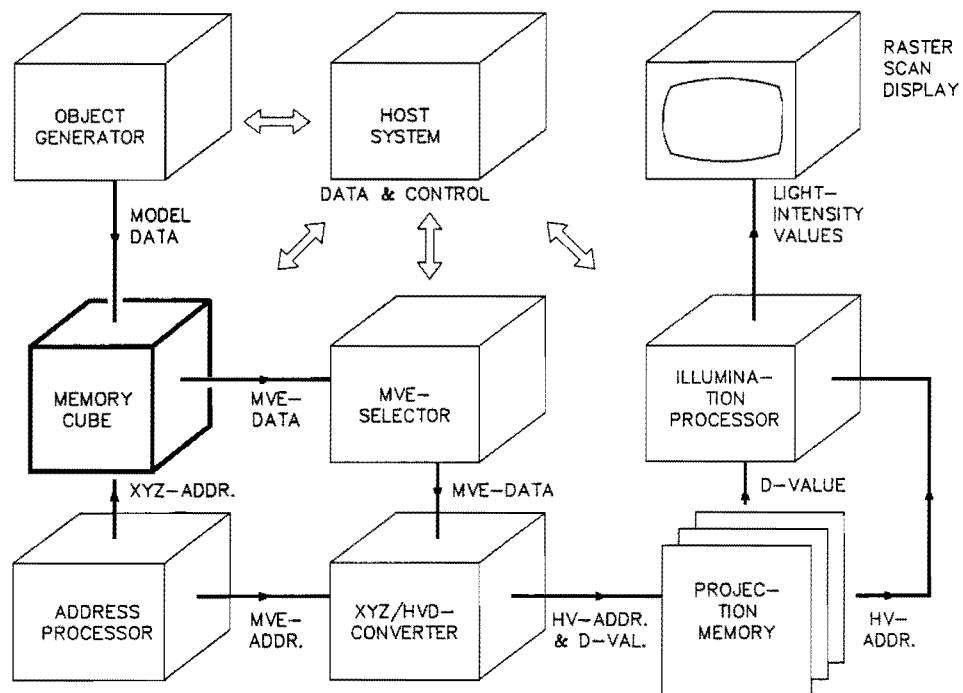 OBJECT
GENERATOR
HOST
SYSTEM
RASTER
SCAN
DISPLAY
DATA & CONTROL
MODEL
DATA
LIGHT-
INTENSITY
VALUES
MEMORY
CUBE
MVE-
DATA
MVE-
SELECTOR
ILLUMINA-
TION
PROCESSOR
XYZ-ADDR.
MVE-DATA
D-VALUE
ADDRESS
PROCESSOR
MVE-
ADDR.
XYZ/HVD-
CONVERTER
HV-ADDR.
& D-VAL.
PROJEC-
TION
MEMORY
HV-
ADDR.